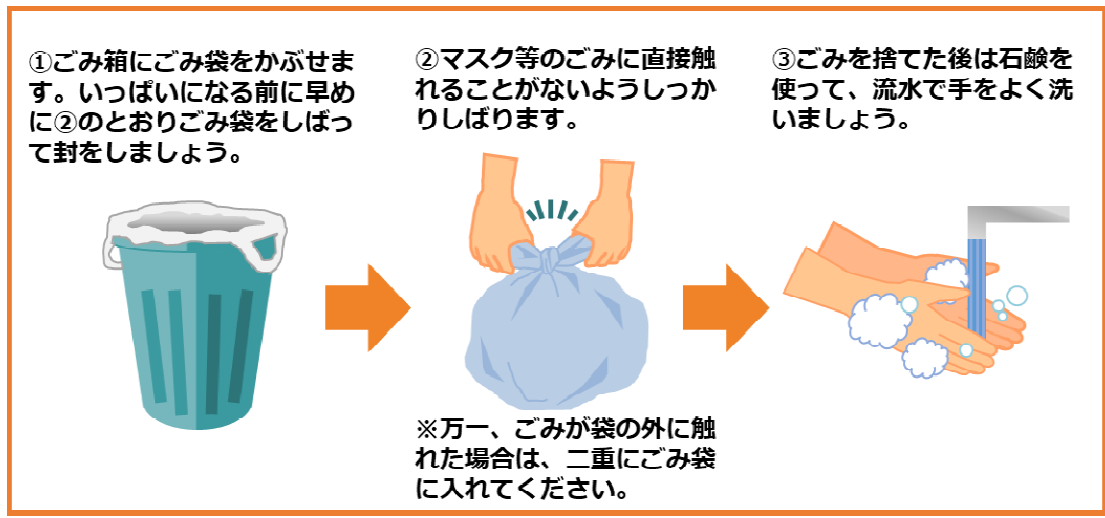 ①ごみ箱にごみ袋をかぶせま
す。いっぱいになる前に早め
に②のとおりごみ袋をしばっ
て封をしましょう。
②マスク等のごみに直接触
れることがないようしっか
りしばります。
※万一、ごみが袋の外に触
れた場合は、二重にごみ袋
に入れてください。
③ごみを捨てた後は石鹸を
使って、流水で手をよく洗
いましょう。